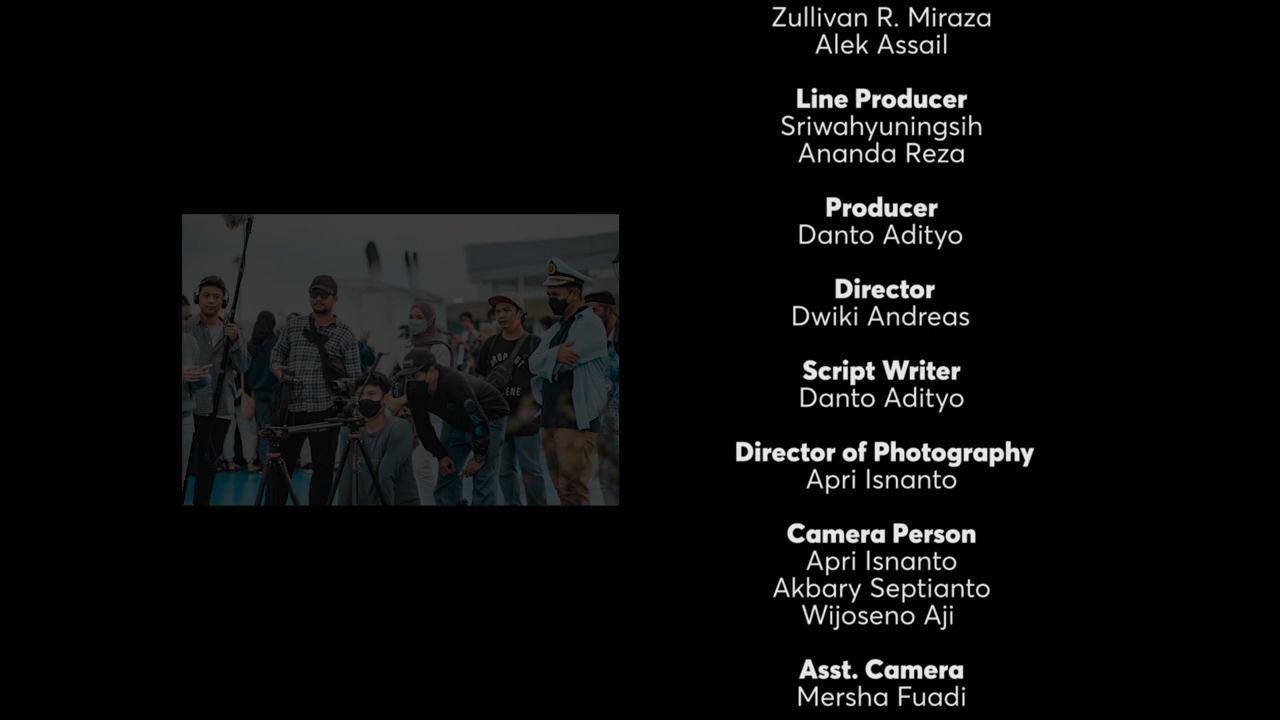 Zullivan R. Miraza
Alek Assail
Line Producer
Sriwahyuningsih
Ananda Reza
Producer
Danto Adityo
Director
Dwiki Andreas
Script Writer
Danto Adityo
Director of Photography
Apri Isnanto
Camera Person
Apri Isnanto
Akbary Septianto
Wijoseno Aji
Asst. Camera
Mersha Fuadi